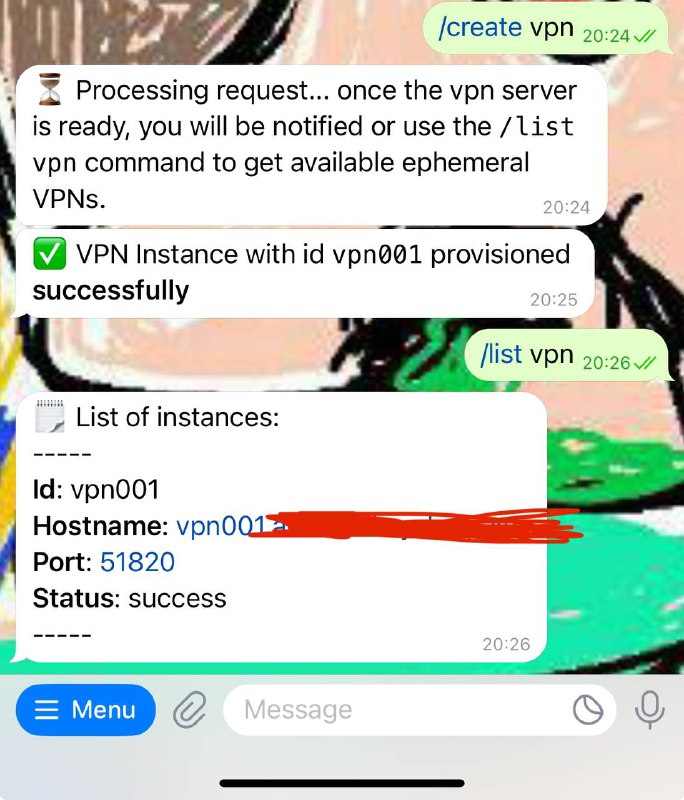 /create vpn 20:24
⏳ Processing request... once the vpn server
is ready, you will be notified or use the /list
vpn command to get available ephemeral
VPNs.
20:24
✅ VPN Instance with id vpn001 provisioned
successfully
20:25
/list vpn 20:26
🗒️ List of instances:
-----
Id: vpn001
Hostname: vpn001
Port: 51820
Status: success
-----
20:26
Menu
Message